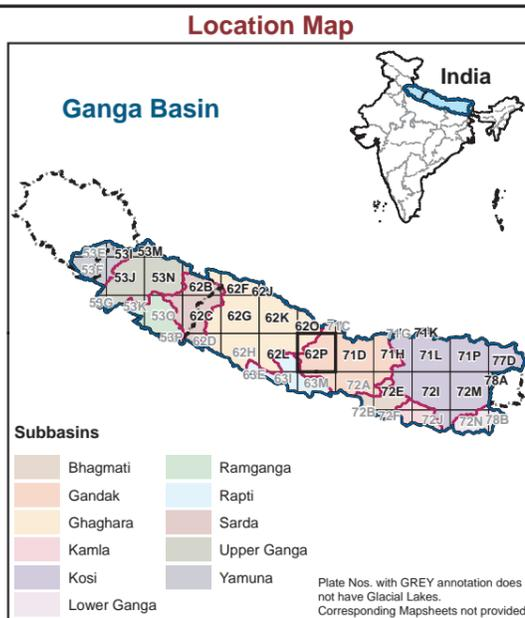 Location Map
India
Ganga Basin
53E 53I 53M
53F 53J 53N 62B 62F 62J
53G 53K 53O 62C 62G 62K
53P 62D 62O 71C 71G 71K
62H 62L 62P 71D 71H 71L 71P 77D
63E 63I 63M 72A 72E 72I 72M 78A
72B 72F 72J 72N 78B
Subbasins
Bhagmati
Gandak
Ghaghara
Kamla
Kosi
Lower Ganga
Ramganga
Rapti
Sarda
Upper Ganga
Yamuna
Plate Nos. with GREY annotation does
not have Glacial Lakes.
Corresponding Mapsheets not provided